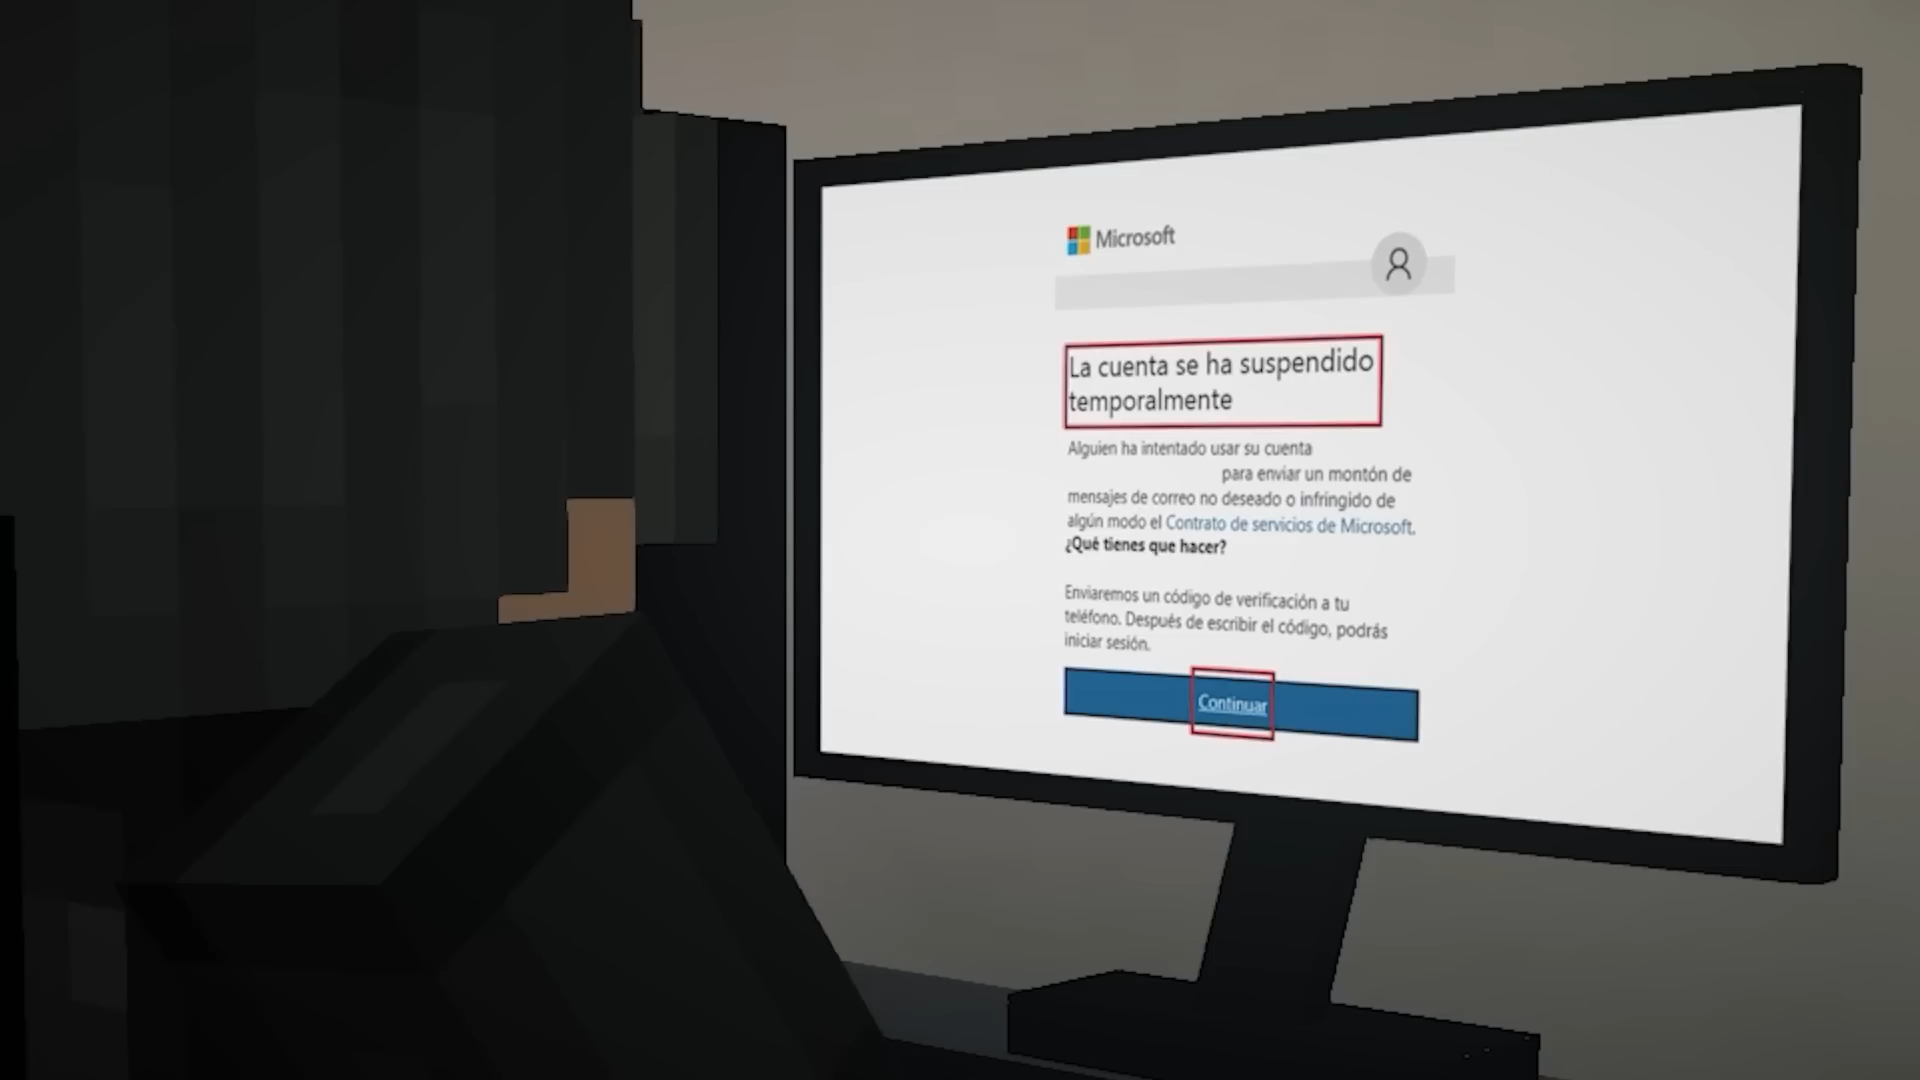 Microsoft
La cuenta se ha suspendido
temporalmente
Alguien ha intentado usar su cuenta
para enviar un montón de
mensajes de correo no deseado o infringido de
algún modo el Contrato de servicios de Microsoft.
¿Qué tienes que hacer?
Enviaremos un código de verificación a tu
teléfono. Después de escribir el código, podrás
iniciar sesión.
Continuar